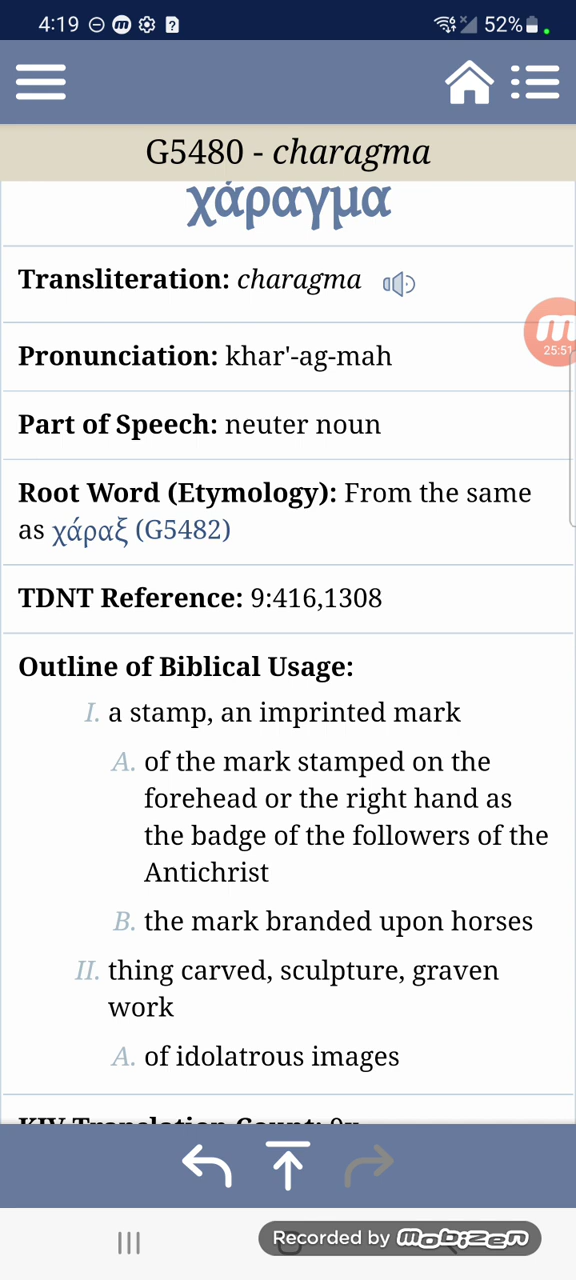 4:19
52%
G5480 - charagma
χάραγμα
Transliteration: charagma
25:51
Pronunciation: khar'-ag-mah
Part of Speech: neuter noun
Root Word (Etymology): From the same
as χάραξ (G5482)
TDNT Reference: 9:416,1308
Outline of Biblical Usage:
I. a stamp, an imprinted mark
A. of the mark stamped on the
forehead or the right hand as
the badge of the followers of the
Antichrist
B. the mark branded upon horses
II. thing carved, sculpture, graven
work
A. of idolatrous images
KJV Translation Count: 9x
Recorded by mobizen